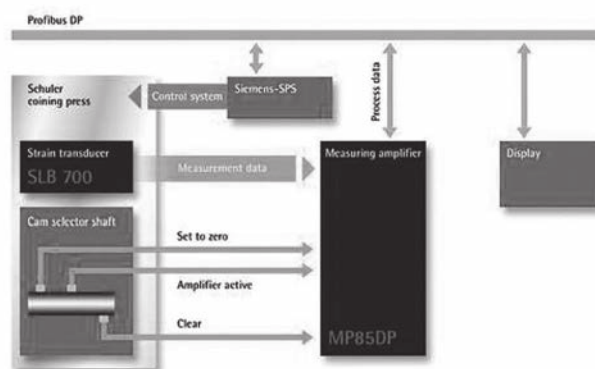 Profibus DP
Schuler
coining press
Control system
Siemens-SPS
Process data
Strain transducer
SLB 700
Measurement data
Measuring amplifier
Display
Cam selector shaft
Set to zero
Amplifier active
Clear
MP85DP